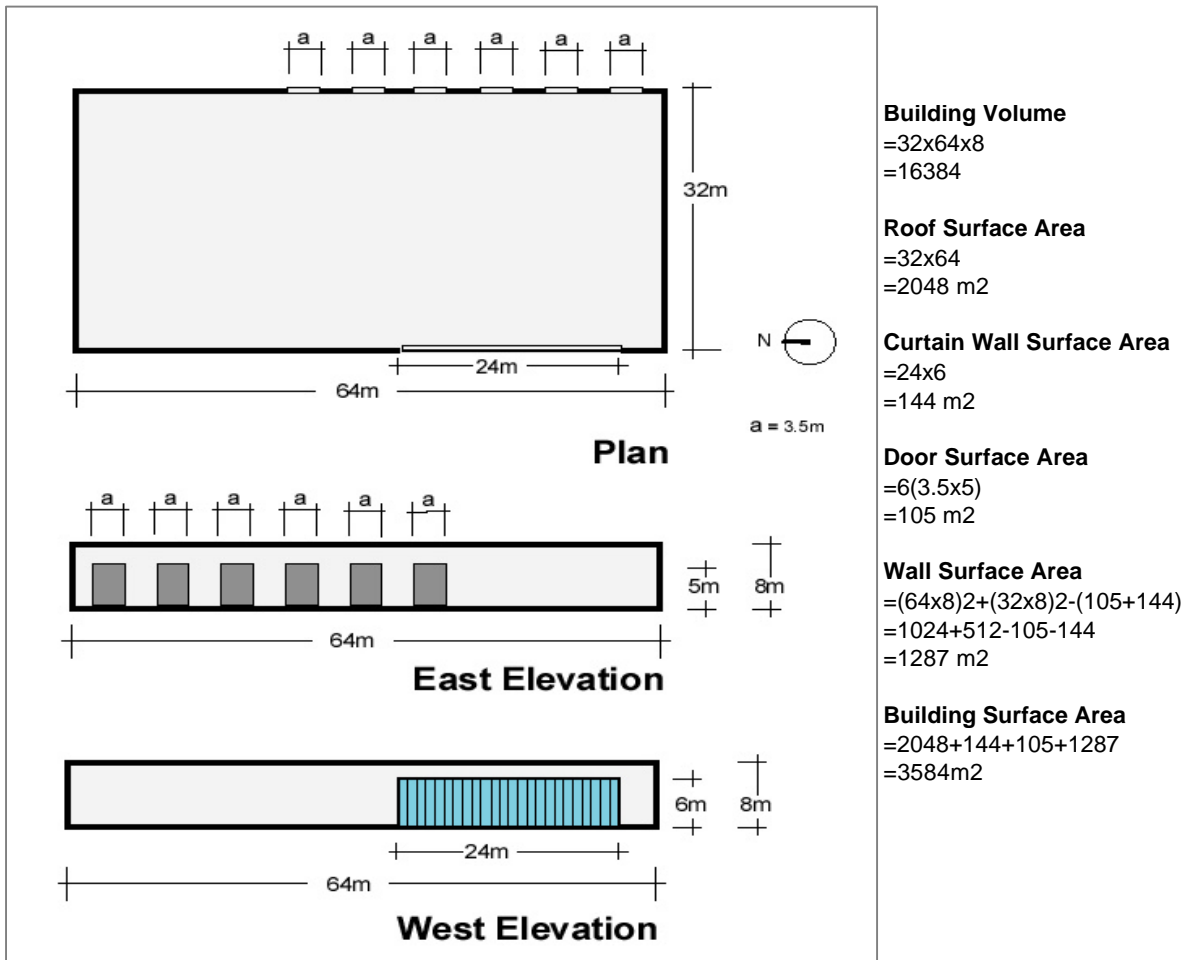 a a a a a a
32m
24m
64m
N
a = 3.5m
Plan
a a a a a a
5m 8m
64m
East Elevation
6m 8m
24m
64m
West Elevation
Building Volume
=32x64x8
=16384
Roof Surface Area
=32x64
=2048 m2
Curtain Wall Surface Area
=24x6
=144 m2
Door Surface Area
=6(3.5x5)
=105 m2
Wall Surface Area
=(64x8)2+(32x8)2-(105+144)
=1024+512-105-144
=1287 m2
Building Surface Area
=2048+144+105+1287
=3584m2